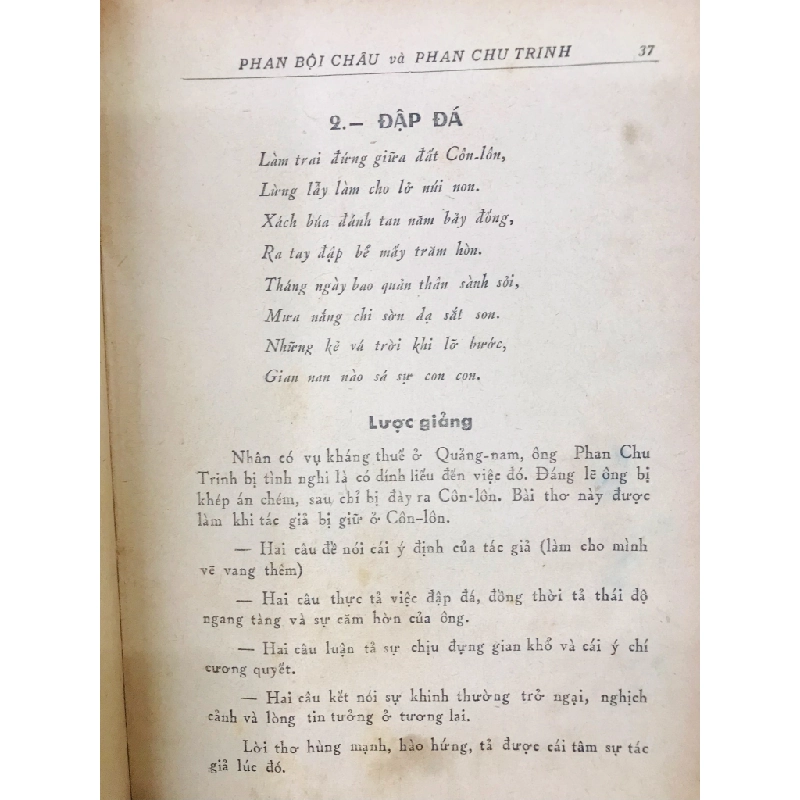 PHAN BỘI CHÂU và PHAN CHU TRINH 37
2.— ĐẬP ĐÁ
Làm trai đứng giữa đất Côn-lôn,
Lừng lẫy làm cho lở núi non.
Xách búa đánh tan năm bảy đống,
Ra tay đập bể mấy trăm hòn.
Tháng ngày bao quản thân sành sỏi,
Mưa nắng chi sờn dạ sắt son.
Những kẻ vá trời khi lỡ bước,
Gian nan nào sá sự con con.
Lược giảng
Nhân có vụ kháng thuế ở Quảng-nam, ông Phan Chu
Trinh bị tình nghi là có dính liếu đến việc đó. Đáng lẽ ông bị
khép án chém, sau chỉ bị đày ra Côn-lôn. Bài thơ này được
làm khi tác giả bị giữ ở Côn-lôn.
— Hai câu đề nói cái ý định của tác giả (làm cho mình
vẻ vang thêm)
— Hai câu thực tả việc đập đá, đồng thời tả thái độ
ngang tàng và sự căm hờn của ông.
— Hai câu luận tả sự chịu đựng gian khổ và cái ý chí
cương quyết.
— Hai câu kết nói sự khinh thường trở ngại, nghịch
cảnh và lòng tin tưởng ở tương lai.
Lời thơ hùng mạnh, hào hứng, tả được cái tâm sự tác
giả lúc đó.